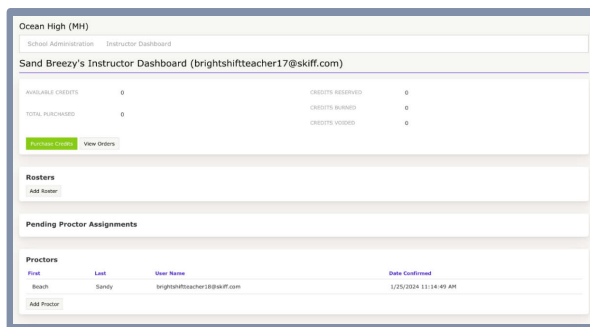 Ocean High (MH)
School Administration Instructor Dashboard
Sand Breezy's Instructor Dashboard (brightshiftteacher17@skiff.com)
AVAILABLE CREDITS 0 CREDITS RESERVED 0
CREDITS BURNED 0
TOTAL PURCHASED 0
CREDITS VOIDED 0
Purchase Credits View Orders
Rosters
Add Roster
Pending Proctor Assignments
Proctors
First Last User Name Date Confirmed
Beach Sandy brightshiftteacher18@skiff.com 1/25/2024 11:14:49 AM
Add Proctor